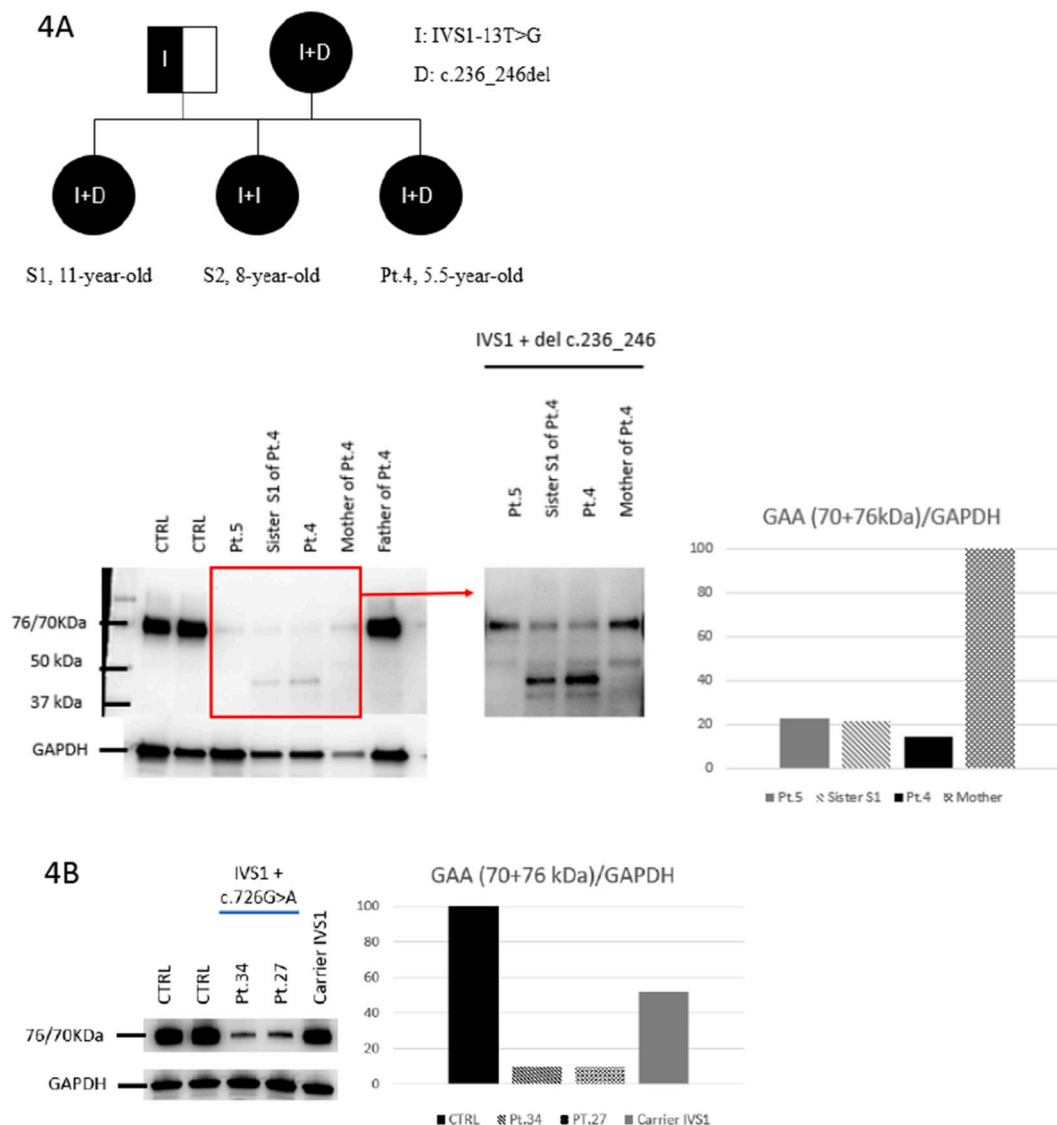 4A
I
I+D
I: IVS1-13T>G
D: c.236_246del
I+D
I+I
I+D
S1, 11-year-old
S2, 8-year-old
Pt.4, 5.5-year-old
IVS1 + del c.236_246
CTRL
CTRL
Pt.5
Sister S1 of Pt.4
Pt.4
Mother of Pt.4
Father of Pt.4
76/70KDa
50 kDa
37 kDa
GAPDH
Pt.5
Sister S1 of Pt.4
Pt.4
Mother of Pt.4
GAA (70+76kDa)/GAPDH
100
80
60
40
20
0
Pt.5 Sister S1 Pt.4 Mother
4B
IVS1 +
c.726G>A
CTRL
CTRL
Pt.34
Pt.27
Carrier IVS1
76/70KDa
GAPDH
GAA (70+76 kDa)/GAPDH
100
80
60
40
20
0
CTRL Pt.34 PT.27 Carrier IVS1